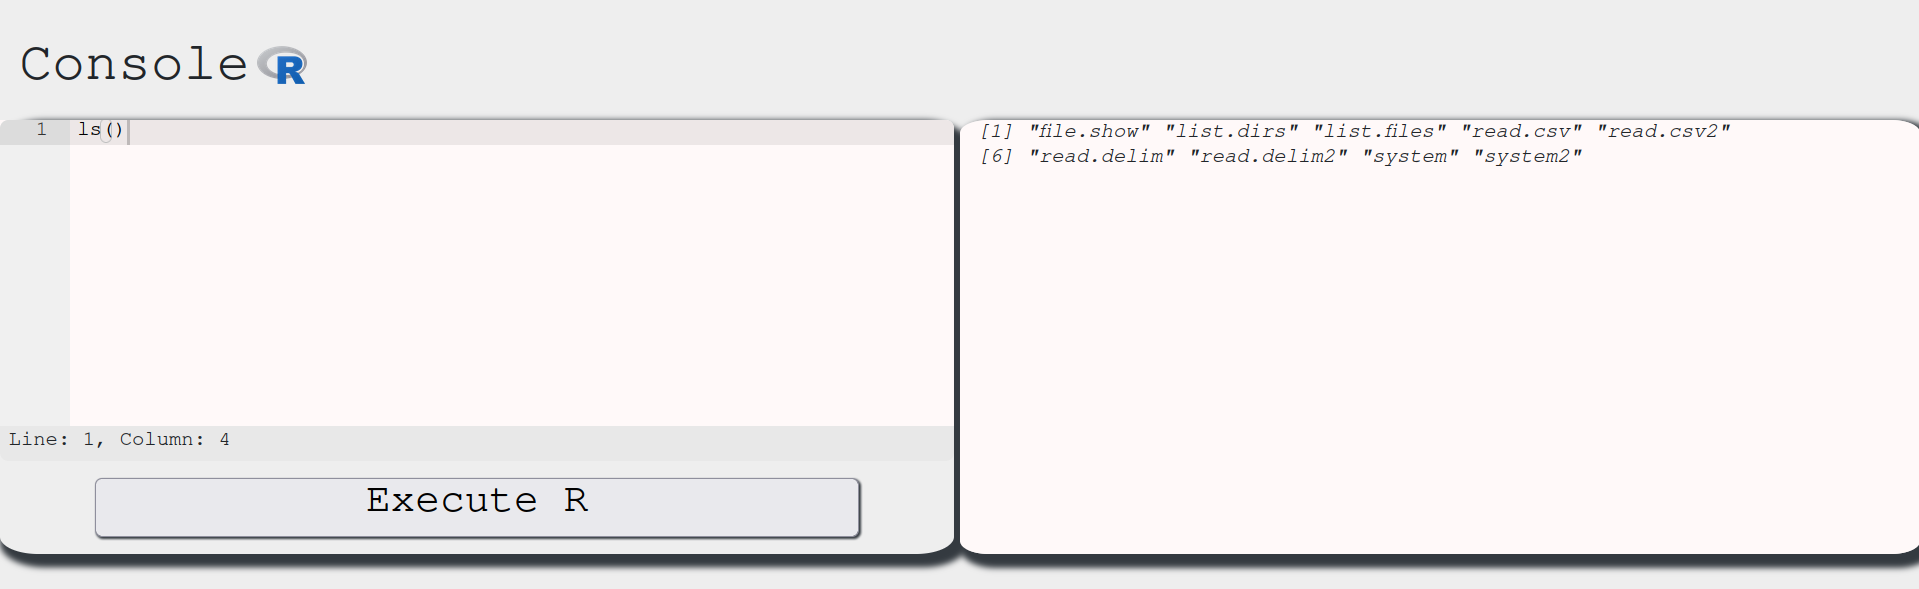 Console R
1 ls()
Line: 1, Column: 4
Execute R
[1] "file.show" "list.dirs" "list.files" "read.csv" "read.csv2"
[6] "read.delim" "read.delim2" "system" "system2"